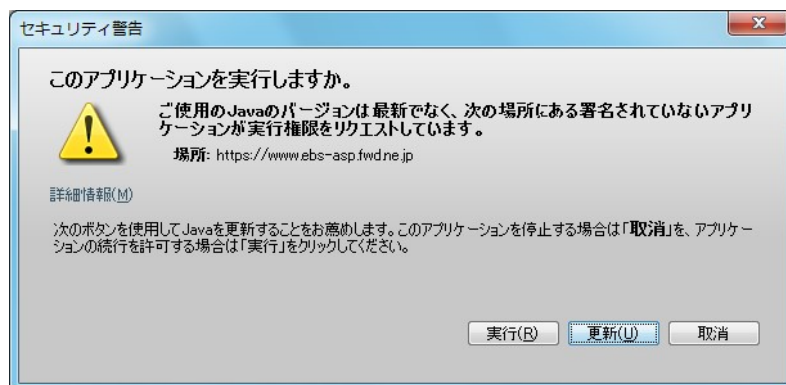 セキュリティ警告
このアプリケーションを実行しますか。
ご使用のJavaのバージョンは最新でなく、次の場所にある署名されていないアプリ
ケーションが実行権限をリクエストしています。
場所: https://www.ebs-asp.fwd.ne.jp
詳細情報(M)
次のボタンを使用してJavaを更新することをお薦めします。このアプリケーションを停止する場合は「取消」を、アプリケー
ションの続行を許可する場合は「実行」をクリックしてください。
実行(R) 更新(U) 取消